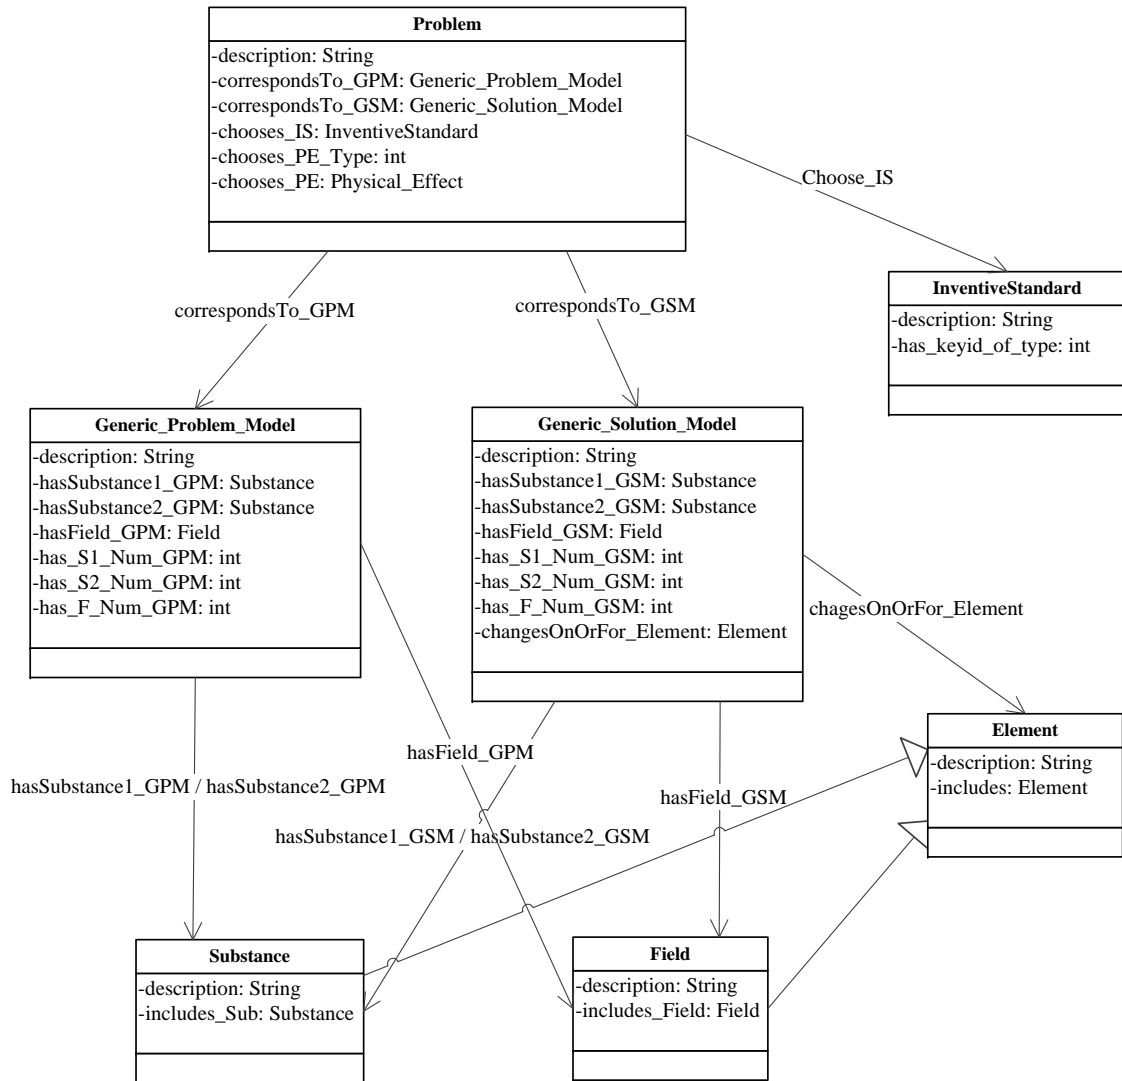 Problem
-description: String
-correspondsTo_GPM: Generic_Problem_Model
-correspondsTo_GSM: Generic_Solution_Model
-chooses_IS: InventiveStandard
-chooses_PE_Type: int
-chooses_PE: Physical_Effect
Choose_IS
InventiveStandard
-description: String
-has_keyid_of_type: int
correspondsTo_GPM
correspondsTo_GSM
Generic_Problem_Model
-description: String
-hasSubstance1_GPM: Substance
-hasSubstance2_GPM: Substance
-hasField_GPM: Field
-has_S1_Num_GPM: int
-has_S2_Num_GPM: int
-has_F_Num_GPM: int
Generic_Solution_Model
-description: String
-hasSubstance1_GSM: Substance
-hasSubstance2_GSM: Substance
-hasField_GSM: Field
-has_S1_Num_GSM: int
-has_S2_Num_GSM: int
-has_F_Num_GSM: int
-changesOnOrFor_Element: Element
chagesOnOrFor_Element
Element
-description: String
-includes: Element
hasField_GPM
hasSubstance1_GPM / hasSubstance2_GPM
hasField_GSM
hasSubstance1_GSM / hasSubstance2_GSM
Substance
-description: String
-includes_Sub: Substance
Field
-description: String
-includes_Field: Field